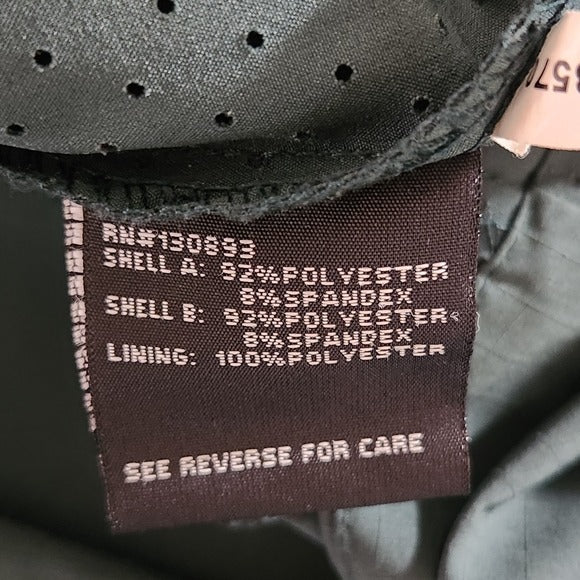 RN#130893
SHELL A: 92%POLYESTER
8%SPANDEX
SHELL B: 92%POLYESTER
8%SPANDEX
LINING: 100%POLYESTER
SEE REVERSE FOR CARE